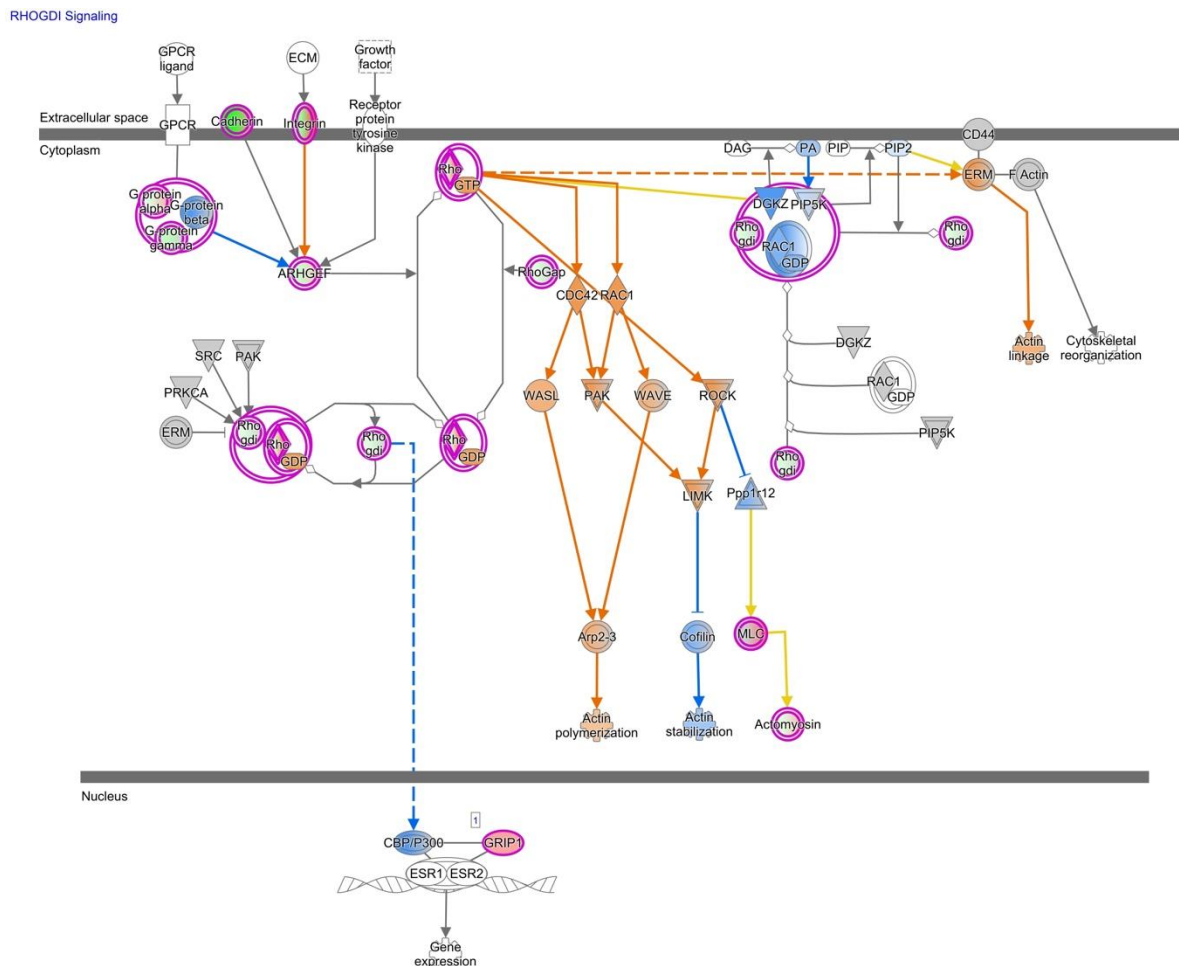 RHOGDI Signaling
GPCR
ligand
ECM
Growth
factor
Extracellular space
GPCR
Cadherin
Integrin
Receptor
protein
tyrosine
kinase
Cytoplasm
CD44
DAG
PA
PIP
PIP2
Rho
GTP
ERM
F Actin
G-protein
alpha
G-protein
beta
G-protein
gamma
DGKZ
PIP5K
Rho
gdi
RAC1
GDP
Rho
gdi
ARHGEF
RhoGap
CDC42
RAC1
SRC
PAK
DGKZ
Actin
linkage
Cytoskeletal
reorganization
PRKCA
WASL
PAK
WAVE
ROCK
RAC1
GDP
ERM
Rho
gdi
Rho
GDP
Rho
gdi
Rho
GDP
PIP5K
Rho
gdi
LIMK
Ppp1r12
Arp2-3
Cofilin
MLC
Actin
polymerization
Actin
stabilization
Actomyosin
Nucleus
1
CBP/P300
GRIP1
ESR1
ESR2
Gene
expression